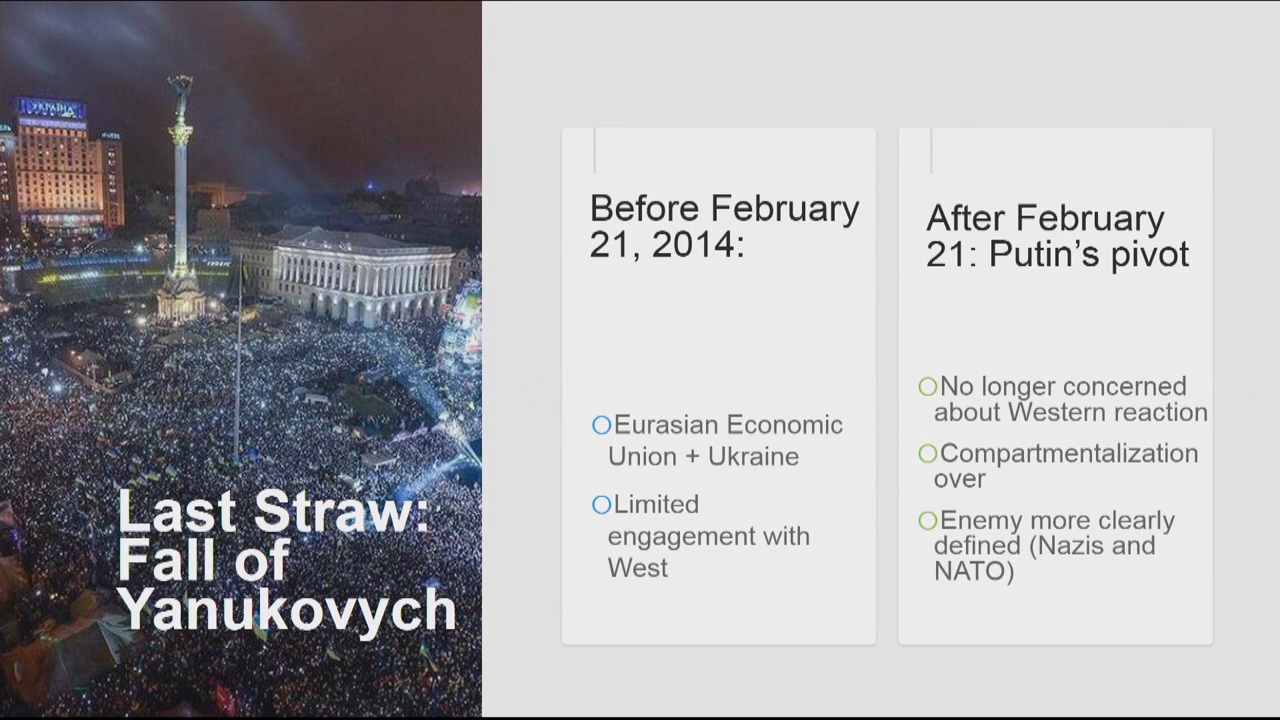 УКРАЇНА
Last Straw:
Fall of
Yanukovych
Before February
21, 2014:
Eurasian Economic
Union + Ukraine
Limited
engagement with
West
After February
21: Putin’s pivot
No longer concerned
about Western reaction
Compartmentalization
over
Enemy more clearly
defined (Nazis and
NATO)